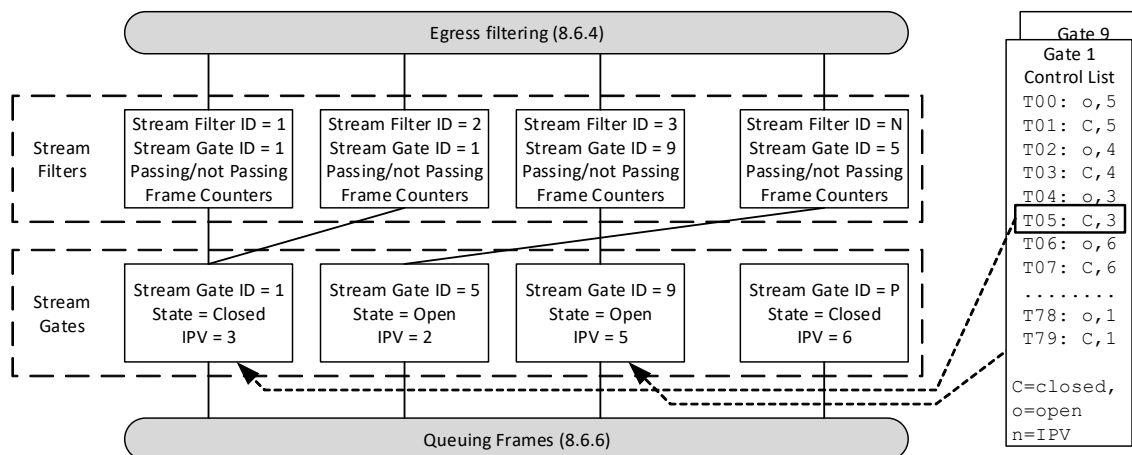 Egress filtering (8.6.4)
Stream
Filters
Stream Filter ID = 1
Stream Gate ID = 1
Passing/not Passing
Frame Counters
Stream Filter ID = 2
Stream Gate ID = 1
Passing/not Passing
Frame Counters
Stream Filter ID = 3
Stream Gate ID = 9
Passing/not Passing
Frame Counters
Stream Filter ID = N
Stream Gate ID = 5
Passing/not Passing
Frame Counters
Stream
Gates
Stream Gate ID = 1
State = Closed
IPV = 3
Stream Gate ID = 5
State = Open
IPV = 2
Stream Gate ID = 9
State = Open
IPV = 5
Stream Gate ID = P
State = Closed
IPV = 6
Queuing Frames (8.6.6)
Gate 9
Gate 1
Control List
T00: o,5
T01: C,5
T02: o,4
T03: C,4
T04: o,3
T05: C,3
T06: o,6
T07: C,6
........
T78: o,1
T79: C,1
C=closed,
o=open
n=IPV